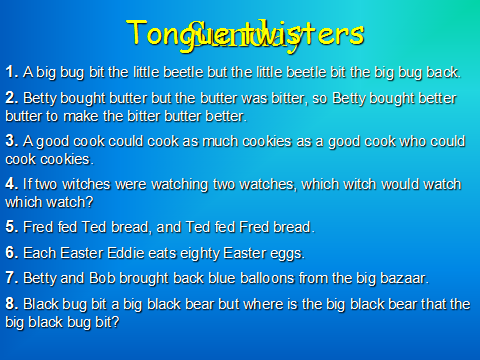 Tongue twisters
Sunday
1. A big bug bit the little beetle but the little beetle bit the big bug back.
2. Betty bought butter but the butter was bitter, so Betty bought better
butter to make the bitter butter better.
3. A good cook could cook as much cookies as a good cook who could
cook cookies.
4. If two witches were watching two watches, which witch would watch
which watch?
5. Fred fed Ted bread, and Ted fed Fred bread.
6. Each Easter Eddie eats eighty Easter eggs.
7. Betty and Bob brought back blue balloons from the big bazaar.
8. Black bug bit a big black bear but where is the big black bear that the
big black bug bit?